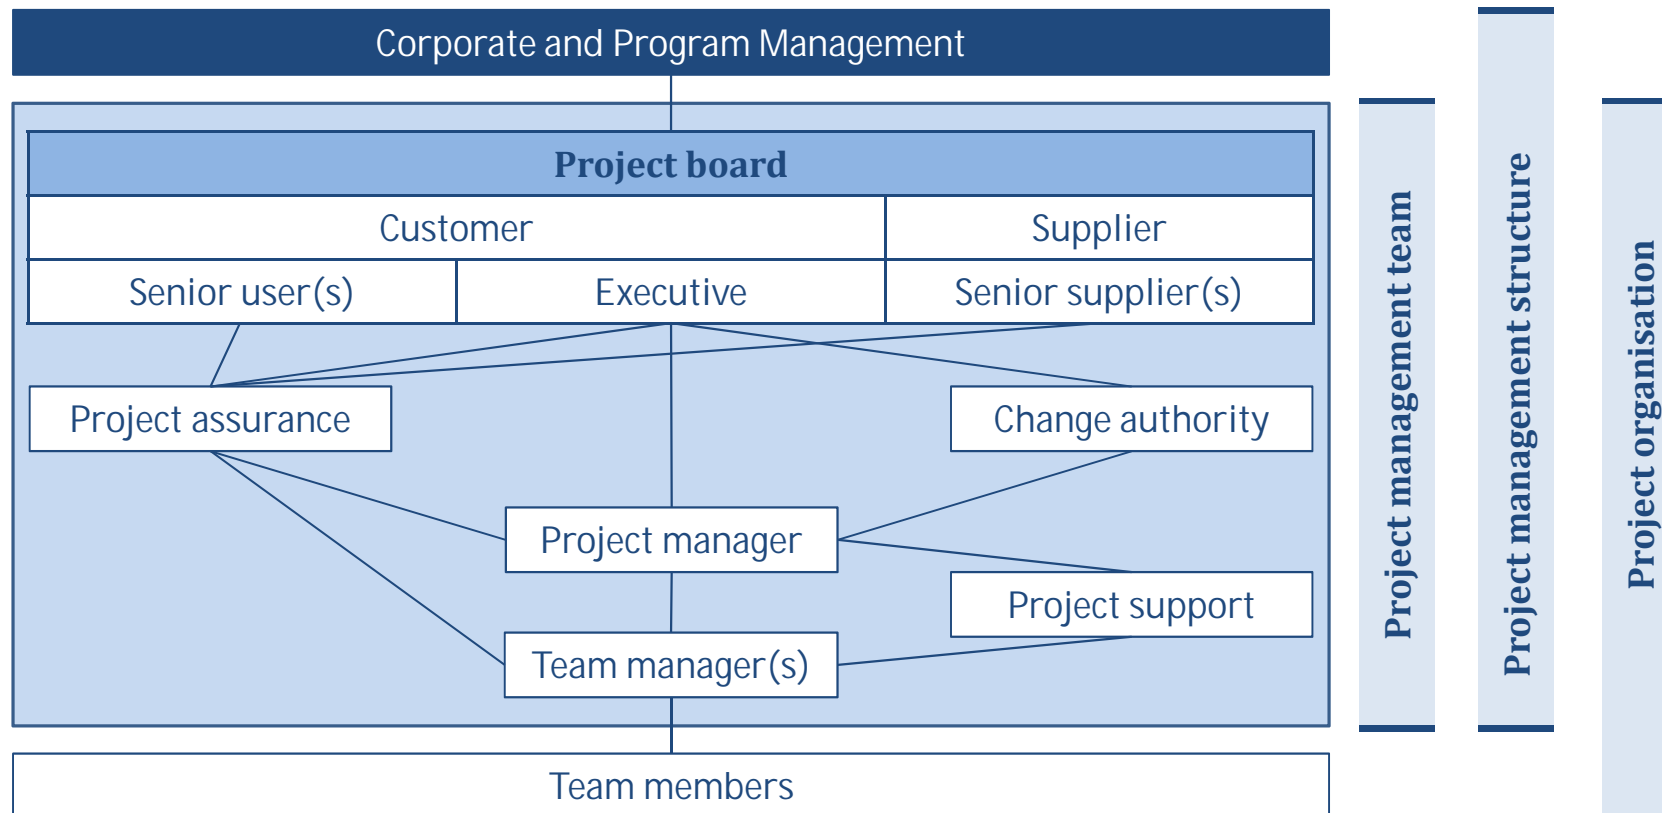 Corporate and Program Management
Project board
Customer
Supplier
Senior user(s)
Executive
Senior supplier(s)
Project assurance
Change authority
Project manager
Project support
Team manager(s)
Team members
Project management team
Project management structure
Project organisation